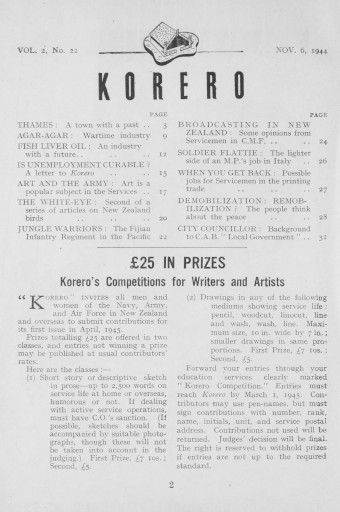 VOL. 2, No. 22
NOV. 6, 1944
KORERO
PAGE
THAMES : A town with a past .. 3
AGAR-AGAR : Wartime industry 9
FISH LIVER OIL : An industry
with a future .. .. .. 12
IS UNEMPLOYMENT CURABLE ?
A letter to Korero .. .. 15
ART AND THE ARMY : Art is a
popular subject in the Services .. 17
THE WHITE-EYE : Second of a
series of articles on New Zealand
birds .. .. .. .. 20
JUNGLE WARRIORS : The Fijian
Infantry Regiment in the Pacific 22
PAGE
BROADCASTING IN NEW
ZEALAND : Some opinions from
Servicemen in C.M.F. .. .. 24
SOLDIER FLATTIE : The lighter
side of an M.P.'s job in Italy .. 26
WHEN YOU GET BACK : Possible
jobs for Servicemen in the printing
trade .. .. .. .. 27
DEMOBILIZATION : REMOB-
ILIZATION ? The people think
about the peace .. .. 28
CITY COUNCILLOR : Background
to C.A.B. " Local Government " .. 31
£25 IN PRIZES
Korero's Competitions for Writers and Artists
" KORERO " INVITES all men and
women of the Navy, Army,
and Air Force in New Zealand
and overseas to submit contributions for
its first issue in April, 1945.
Prizes totalling £25 are offered in two
classes, and entries not winning a prize
may be published at usual contributors'
rates.
Here are the classes :—
(1) Short story or descriptive sketch
in prose—up to 2,500 words on
service life at home or overseas,
humorous or not. If dealing
with active service operations,
must have C.O.'s sanction. (If
possible, sketches should be
accompanied by suitable photo-
graphs, though these will not
be taken into account in the
judging.) First Prize, £7 10s. ;
Second, £5.
(2) Drawings in any of the following
mediums showing service life :
pencil, woodcut, linocut, line
and wash, wash, line. Maxi-
mum size, 10 in. wide by 7 in. ;
smaller drawings in same pro-
portions. First Prize, £7 10s. ;
Second, £5.
Forward your entries through your
education services clearly marked
" Korero Competition." Entries must
reach Korero by March 1, 1945. Contri-
butors may use pen-names, but must
sign contributions with number, rank,
name, initials, unit, and service postal
address. Contributions not used will be
returned. Judges' decision will be final.
The right is reserved to withhold prizes
if entries are not up to the required
standard.
2